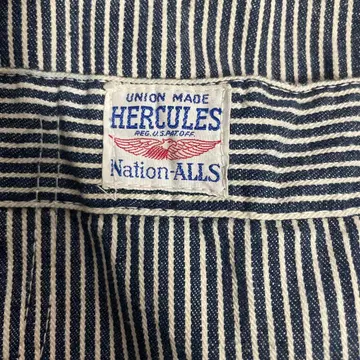 UNION MADE
HERCULES
REG. U.S. PAT. OFF.
Nation-ALLS